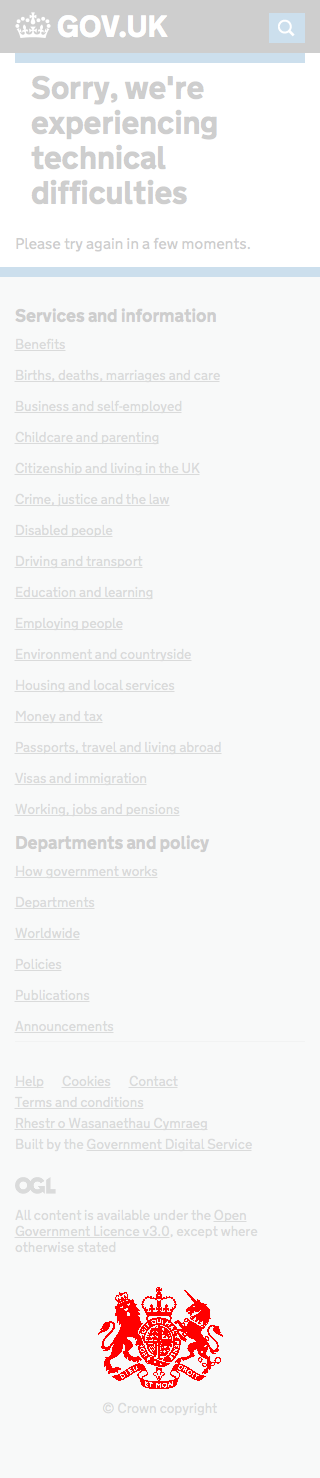 GOV.UK
Sorry, we're
experiencing
technical
difficulties
Please try again in a few moments.
Services and information
Benefits
Births, deaths, marriages and care
Business and self-employed
Childcare and parenting
Citizenship and living in the UK
Crime, justice and the law
Disabled people
Driving and transport
Education and learning
Employing people
Environment and countryside
Housing and local services
Money and tax
Passports, travel and living abroad
Visas and immigration
Working, jobs and pensions
Departments and policy
How government works
Departments
Worldwide
Policies
Publications
Announcements
Help Cookies Contact
Terms and conditions
Rhestr o Wasanaethau Cymraeg
Built by the Government Digital Service
OGL
All content is available under the Open
Government Licence v3.0, except where
otherwise stated
© Crown copyright